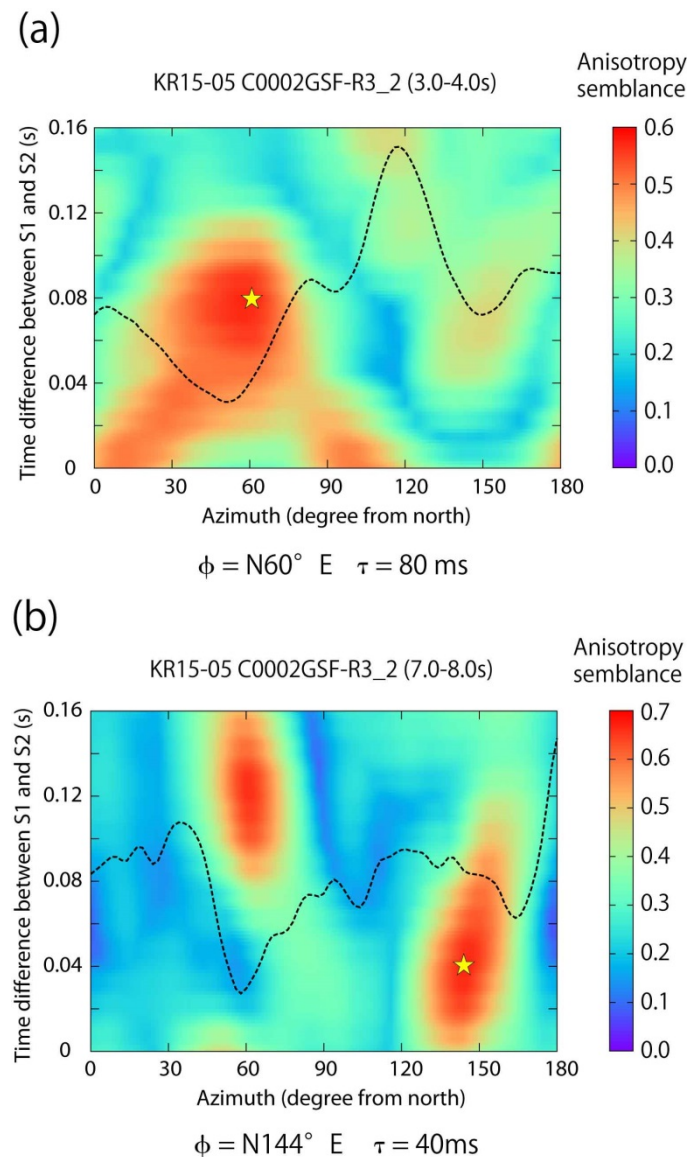 (a)
KR15-05 C0002GSF-R3_2 (3.0-4.0s)
Anisotropy
semblance
Time difference between S1 and S2 (s)
0.16
0.12
0.08
0.04
0
0 30 60 90 120 150 180
Azimuth (degree from north)
0.6
0.5
0.4
0.3
0.2
0.1
0.0
ϕ = N60° E τ = 80 ms
(b)
KR15-05 C0002GSF-R3_2 (7.0-8.0s)
Anisotropy
semblance
Time difference between S1 and S2 (s)
0.16
0.12
0.08
0.04
0
0 30 60 90 120 150 180
Azimuth (degree from north)
0.7
0.6
0.5
0.4
0.3
0.2
0.1
0.0
ϕ = N144° E τ = 40ms